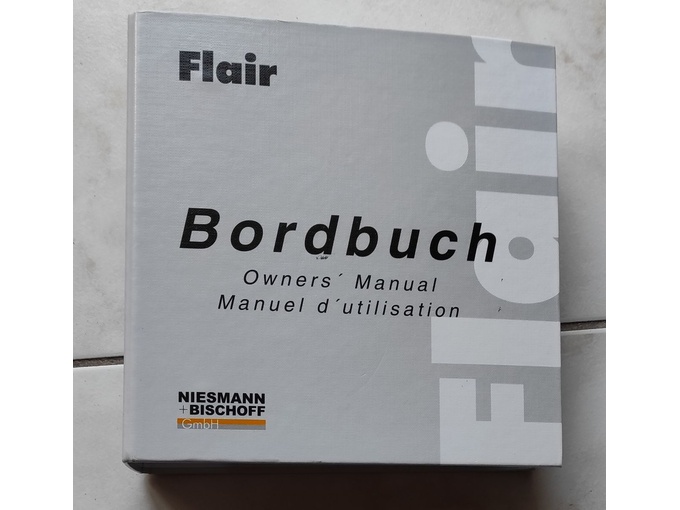 Flair
Bordbuch
Owners´ Manual
Manuel d´utilisation
NIESMANN
+BISCHOFF
GmbH
Flair